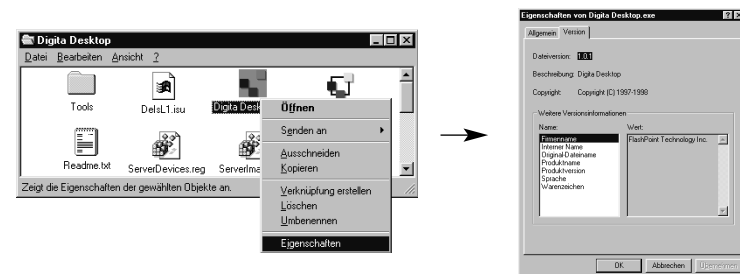 Digita Desktop
Datei Bearbeiten Ansicht ?
Tools
DelsL1.isu
Digita Desk
Readme.txt
ServerDevices.reg
ServerIma
Zeigt die Eigenschaften der gewählten Objekte an.
Öffnen
Senden an
Ausschneiden
Kopieren
Verknüpfung erstellen
Löschen
Umbenennen
Eigenschaften
Eigenschaften von Digita Desktop.exe
Allgemein Version
Dateiversion: 1.0.1
Beschreibung: Digita Desktop
Copyright: Copyright (C) 1997-1998
Weitere Versionsinformationen
Name: Wert:
Firmenname FlashPoint Technology Inc.
Interner Name
Original-Dateiname
Produktname
Produktversion
Sprache
Warenzeichen
OK Abbrechen Übernehmen